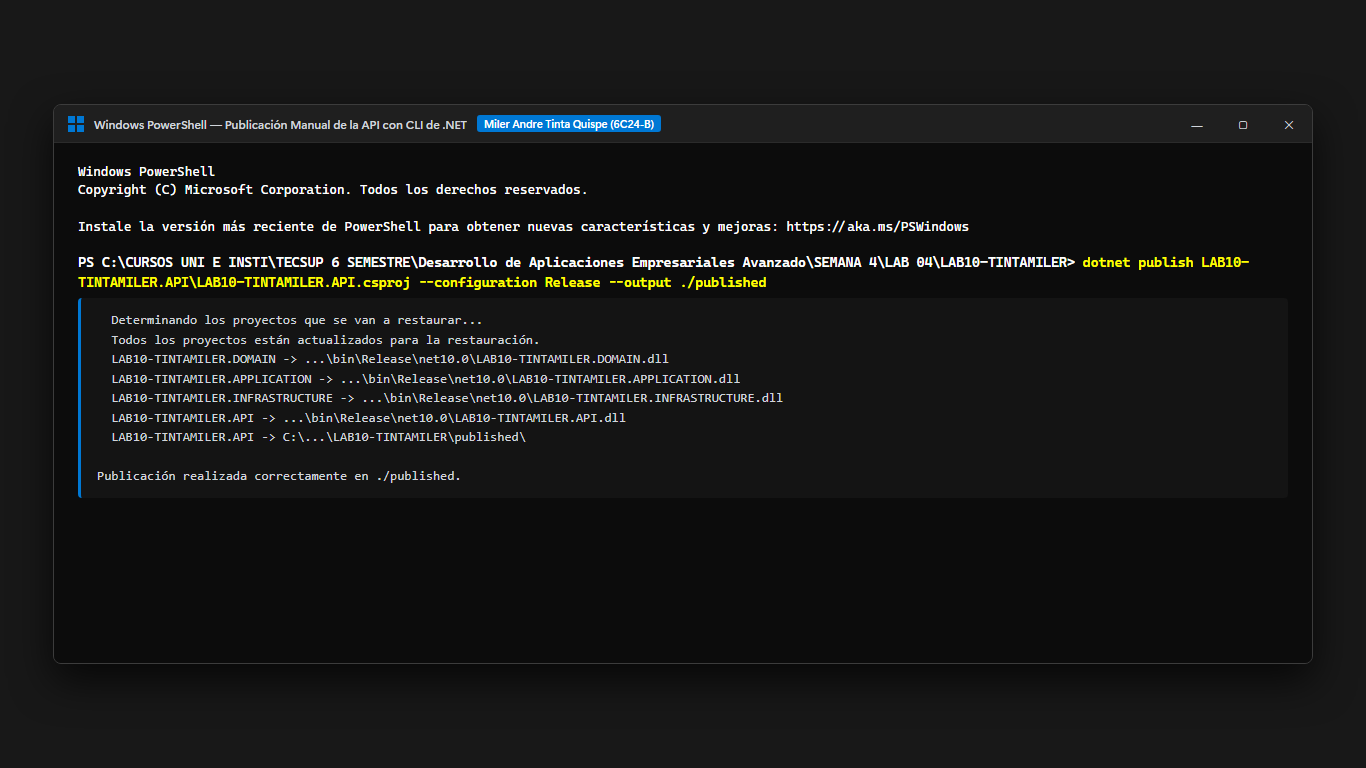 Windows PowerShell — Publicación Manual de la API con CLI de .NET Miler Andre Tinta Quispe (6C24-B)
Windows PowerShell
Copyright (C) Microsoft Corporation. Todos los derechos reservados.
Instale la versión más reciente de PowerShell para obtener nuevas características y mejoras: https://aka.ms/PSWindows
PS C:\CURSOS UNI E INSTI\TECSUP 6 SEMESTRE\Desarrollo de Aplicaciones Empresariales Avanzado\SEMANA 4\LAB 04\LAB10-TINTAMILER> dotnet publish LAB10-
TINTAMILER.API\LAB10-TINTAMILER.API.csproj --configuration Release --output ./published
Determinando los proyectos que se van a restaurar...
Todos los proyectos están actualizados para la restauración.
LAB10-TINTAMILER.DOMAIN -> ...\bin\Release\net10.0\LAB10-TINTAMILER.DOMAIN.dll
LAB10-TINTAMILER.APPLICATION -> ...\bin\Release\net10.0\LAB10-TINTAMILER.APPLICATION.dll
LAB10-TINTAMILER.INFRASTRUCTURE -> ...\bin\Release\net10.0\LAB10-TINTAMILER.INFRASTRUCTURE.dll
LAB10-TINTAMILER.API -> ...\bin\Release\net10.0\LAB10-TINTAMILER.API.dll
LAB10-TINTAMILER.API -> C:\...\LAB10-TINTAMILER\published\
Publicación realizada correctamente en ./published.